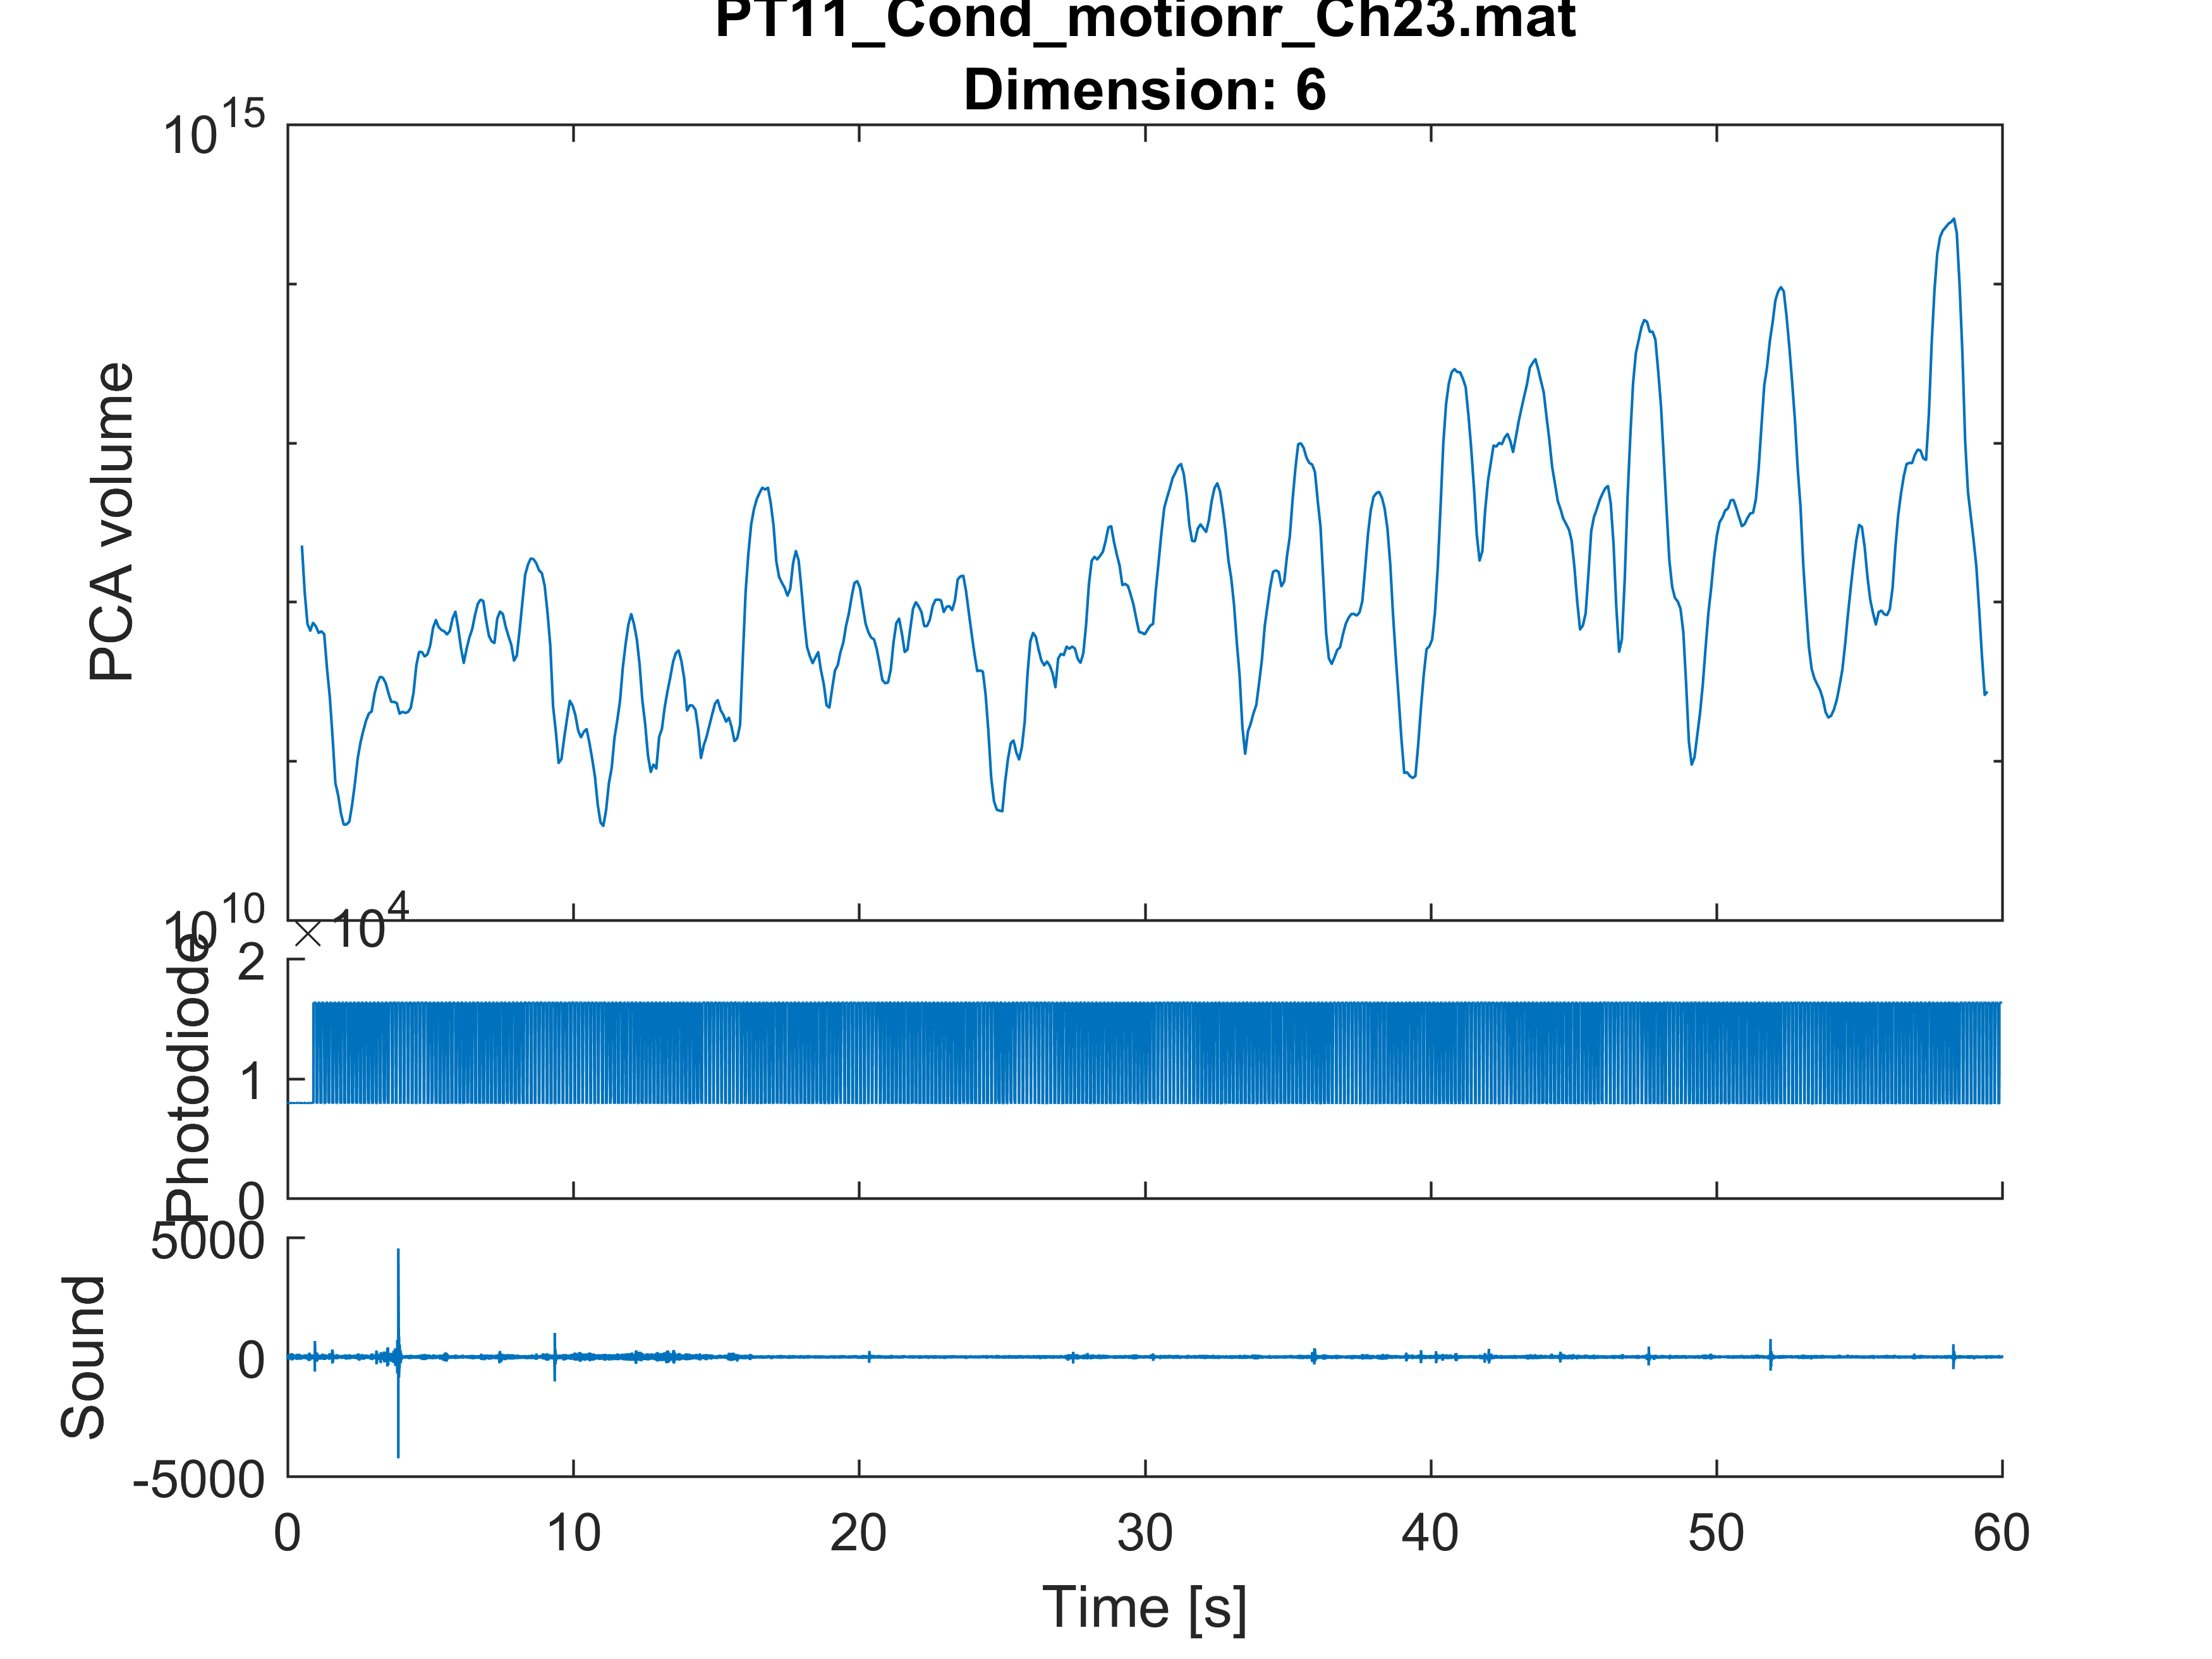 PT11_Cond_motionr_Ch23.mat
Dimension: 6
10^15
PCA volume
10^10
× 10^4
2
Photodiode
1
0
5000
Sound
0
-5000
0 10 20 30 40 50 60
Time [s]